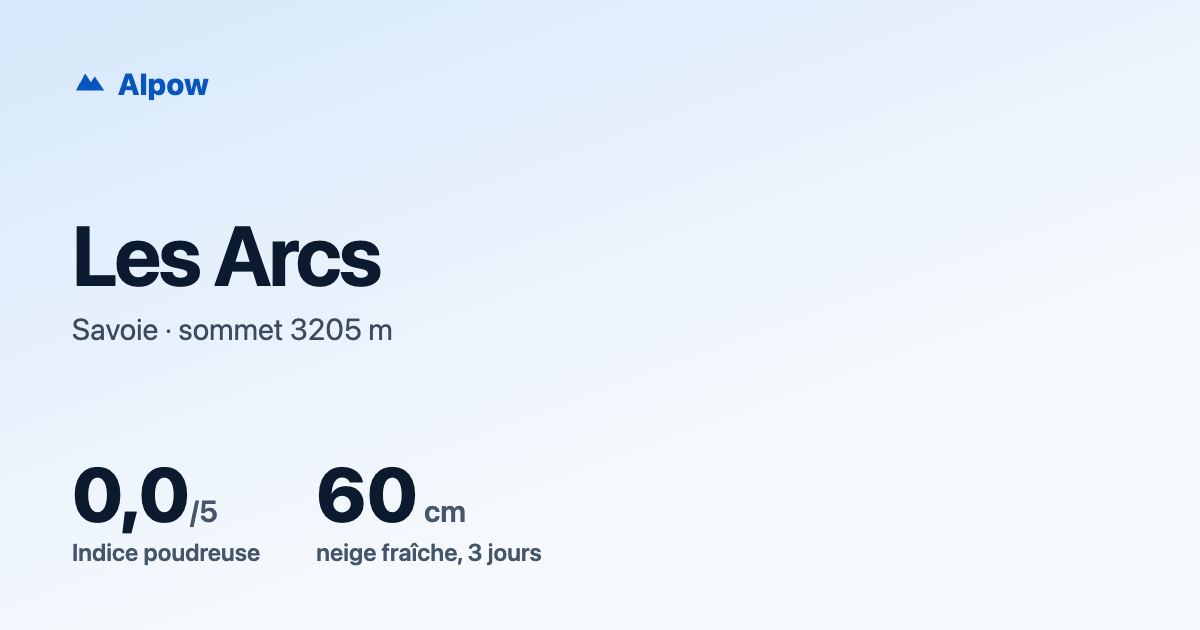 Alpow
Les Arcs
Savoie · sommet 3205 m
0,0/5
Indice poudreuse
60 cm
neige fraîche, 3 jours